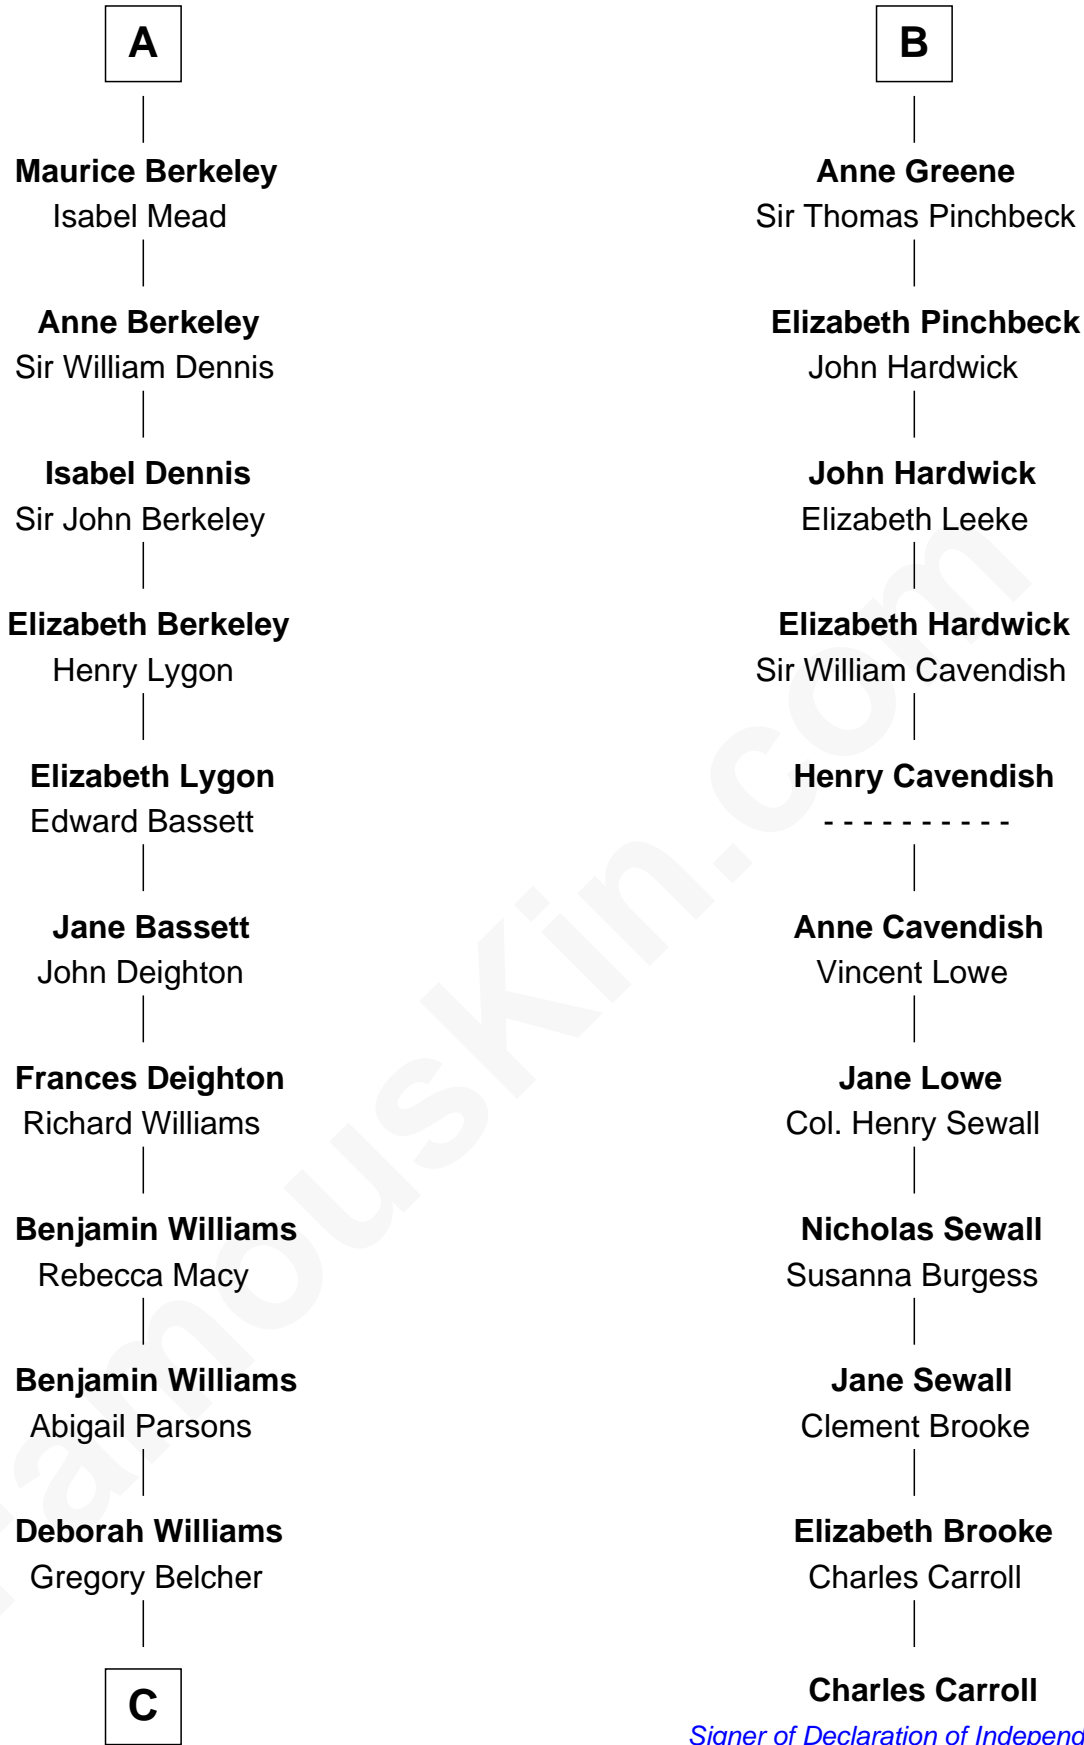 A
Maurice Berkeley
Isabel Mead
Anne Berkeley
Sir William Dennis
Isabel Dennis
Sir John Berkeley
Elizabeth Berkeley
Henry Lygon
Elizabeth Lygon
Edward Bassett
Jane Bassett
John Deighton
Frances Deighton
Richard Williams
Benjamin Williams
Rebecca Macy
Benjamin Williams
Abigail Parsons
Deborah Williams
Gregory Belcher
C
B
Anne Greene
Sir Thomas Pinchbeck
Elizabeth Pinchbeck
John Hardwick
John Hardwick
Elizabeth Leeke
Elizabeth Hardwick
Sir William Cavendish
Henry Cavendish
- - - - - - - - - -
Anne Cavendish
Vincent Lowe
Jane Lowe
Col. Henry Sewall
Nicholas Sewall
Susanna Burgess
Jane Sewall
Clement Brooke
Elizabeth Brooke
Charles Carroll
Charles Carroll
Signer of Declaration of Independ
FamousKin.com